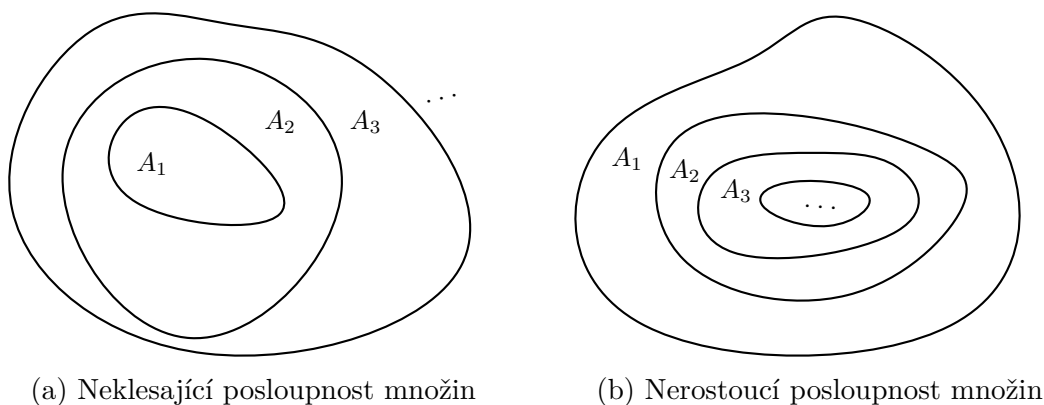 A₁
A₂
A₃
...
A₁
A₂
A₃
...
(a) Neklesající posloupnost množin
(b) Nerostoucí posloupnost množin